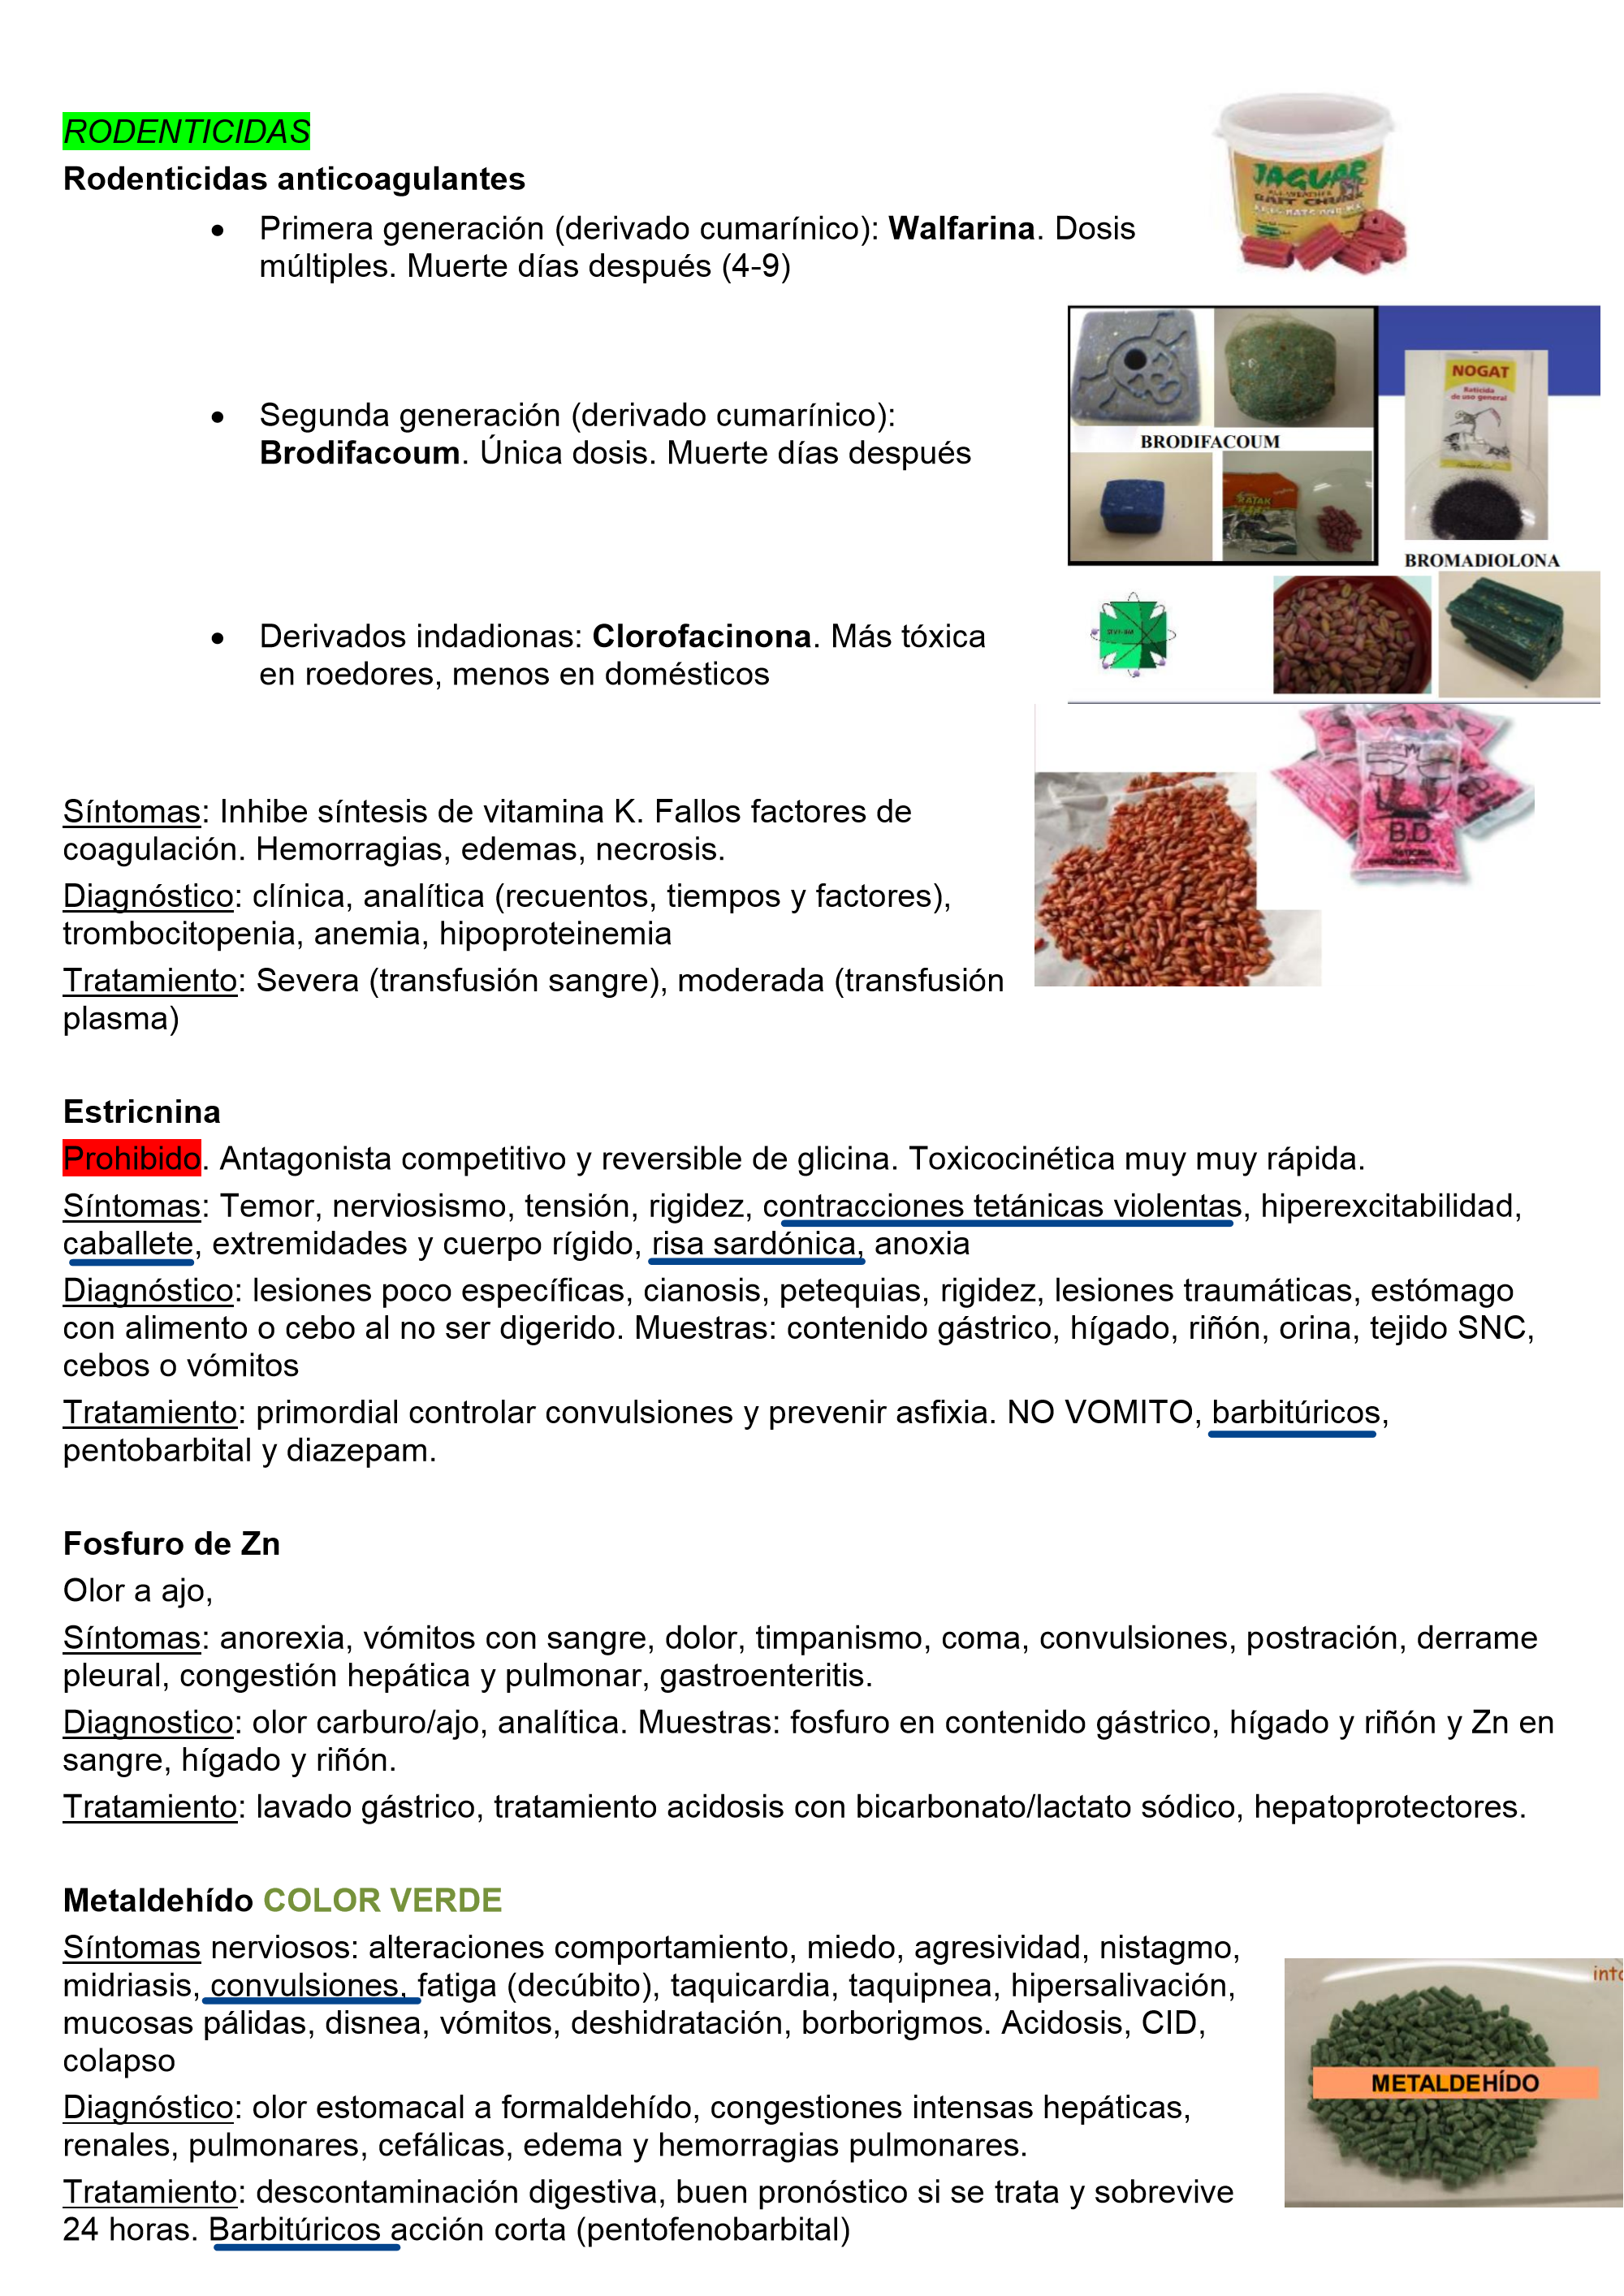 RODENTICIDAS
Rodenticidas anticoagulantes
• Primera generación (derivado cumarínico): Walfarina. Dosis
múltiples. Muerte días después (4-9)
JAGUAR
BAIT CHUNX
• Segunda generación (derivado cumarínico):
Brodifacoum. Única dosis. Muerte días después
BRODIFACOUM
RATAK
NOGAT
Raticida
de uso general
BROMADIOLONA
• Derivados indadionas: Clorofacinona. Más tóxica
en roedores, menos en domésticos
B.D.
Síntomas: Inhibe síntesis de vitamina K. Fallos factores de
coagulación. Hemorragias, edemas, necrosis.
Diagnóstico: clínica, analítica (recuentos, tiempos y factores),
trombocitopenia, anemia, hipoproteinemia
Tratamiento: Severa (transfusión sangre), moderada (transfusión
plasma)
Estricnina
Prohibido. Antagonista competitivo y reversible de glicina. Toxicocinética muy muy rápida.
Síntomas: Temor, nerviosismo, tensión, rigidez, contracciones tetánicas violentas, hiperexcitabilidad,
caballete, extremidades y cuerpo rígido, risa sardónica, anoxia
Diagnóstico: lesiones poco específicas, cianosis, petequias, rigidez, lesiones traumáticas, estómago
con alimento o cebo al no ser digerido. Muestras: contenido gástrico, hígado, riñón, orina, tejido SNC,
cebos o vómitos
Tratamiento: primordial controlar convulsiones y prevenir asfixia. NO VOMITO, barbitúricos,
pentobarbital y diazepam.
Fosfuro de Zn
Olor a ajo,
Síntomas: anorexia, vómitos con sangre, dolor, timpanismo, coma, convulsiones, postración, derrame
pleural, congestión hepática y pulmonar, gastroenteritis.
Diagnostico: olor carburo/ajo, analítica. Muestras: fosfuro en contenido gástrico, hígado y riñón y Zn en
sangre, hígado y riñón.
Tratamiento: lavado gástrico, tratamiento acidosis con bicarbonato/lactato sódico, hepatoprotectores.
Metaldehído COLOR VERDE
Síntomas nerviosos: alteraciones comportamiento, miedo, agresividad, nistagmo,
midriasis, convulsiones, fatiga (decúbito), taquicardia, taquipnea, hipersalivación,
mucosas pálidas, disnea, vómitos, deshidratación, borborigmos. Acidosis, CID,
colapso
into
METALDEHÍDO
Diagnóstico: olor estomacal a formaldehído, congestiones intensas hepáticas,
renales, pulmonares, cefálicas, edema y hemorragias pulmonares.
Tratamiento: descontaminación digestiva, buen pronóstico si se trata y sobrevive
24 horas. Barbitúricos acción corta (pentofenobarbital)